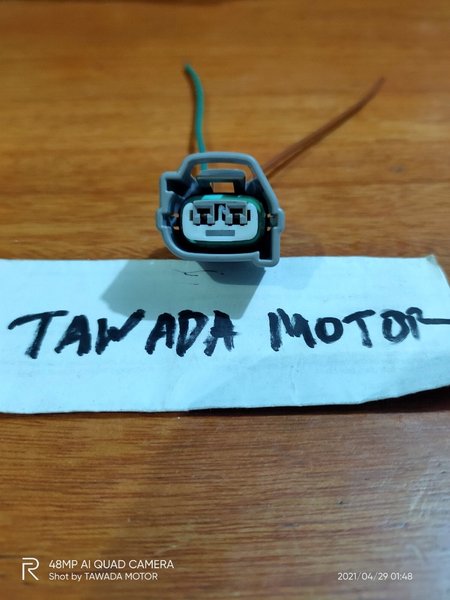 TAWADA MOTOR
48MP AI QUAD CAMERA
Shot by TAWADA MOTOR
2021/04/29 01:48